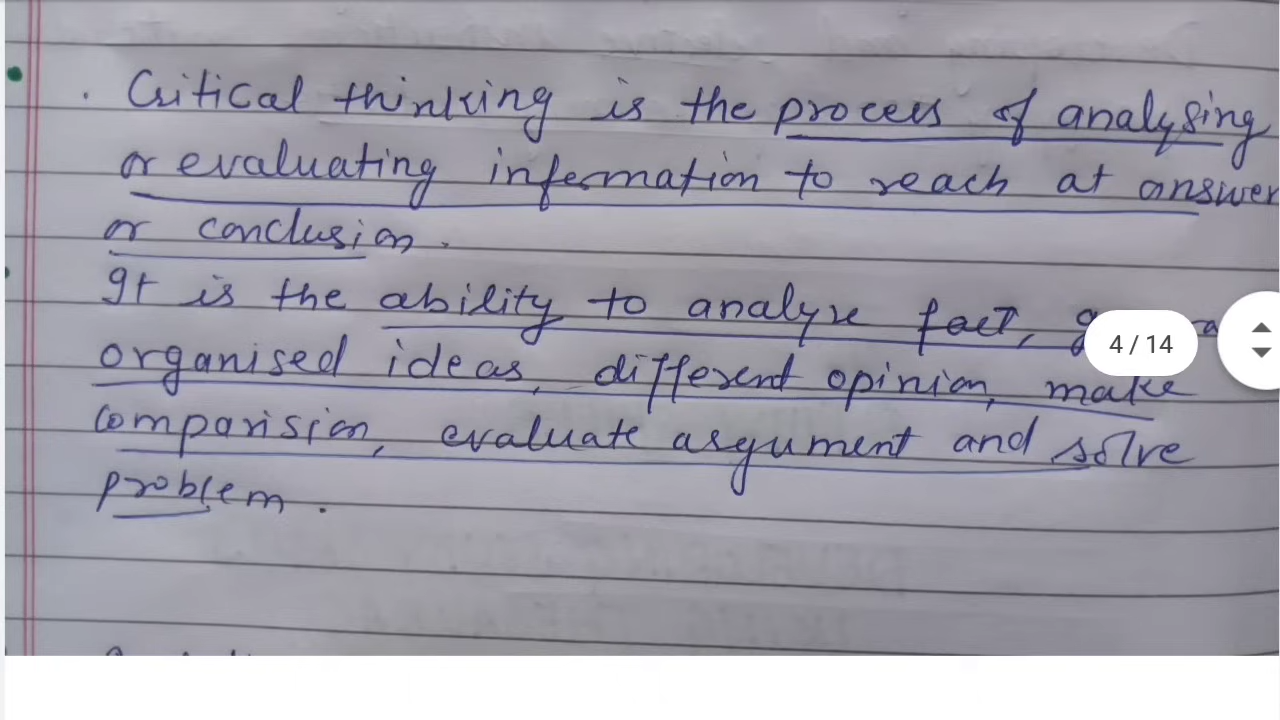 Critical thinking is the process of analysing
or evaluating information to reach at answer
or conclusion.
It is the ability to analyze fact,
4 / 14
organised ideas, different opinion, make
comparision, evaluate argument and solve
problem.